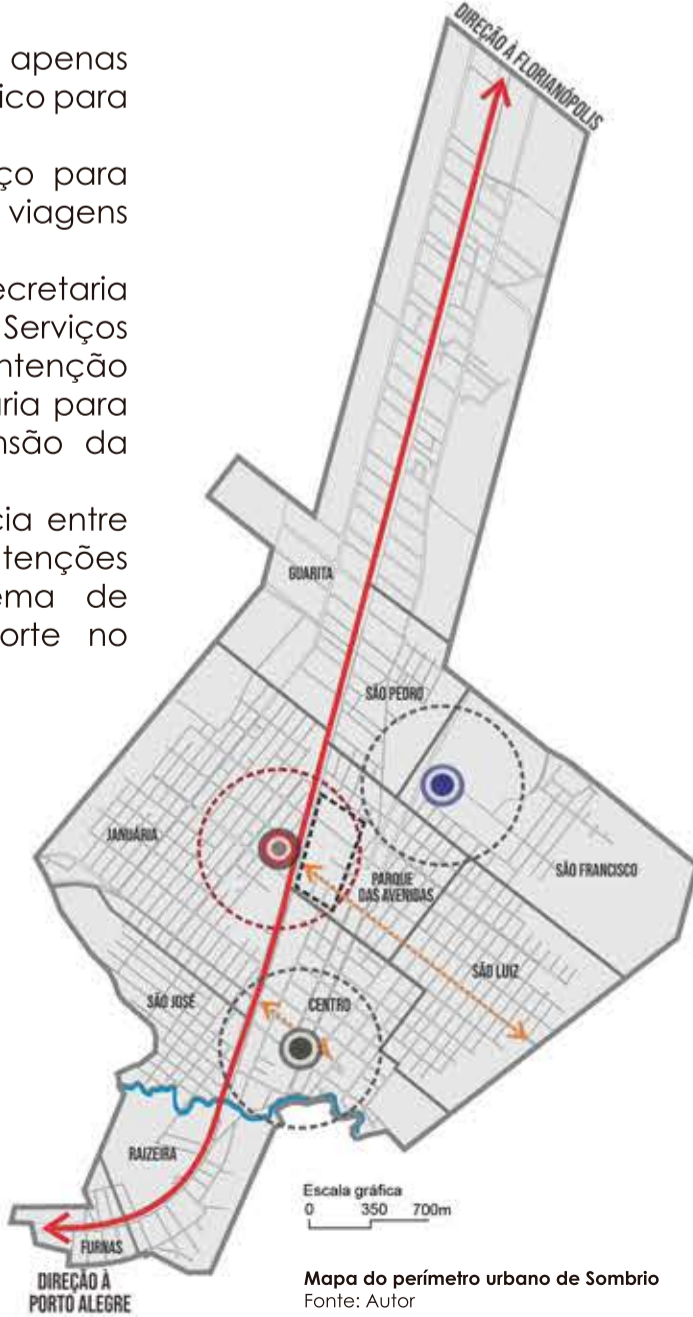 apenas
ico para
ço para
viagens
ecretaria
Serviços
ntenção
ria para
nsão da
cia entre
tenções
ema de
orte no
DIREÇÃO À FLORIANÓPOLIS
GUARITA
SÃO PEDRO
JANUÁRIA
PARQUE
DAS AVENIDAS
SÃO FRANCISCO
SÃO LUIZ
SÃO JOSÉ
CENTRO
RAIZEIRA
FURNAS
DIREÇÃO À
PORTO ALEGRE
Escala gráfica
0 350 700m
Mapa do perímetro urbano de Sombrio
Fonte: Autor